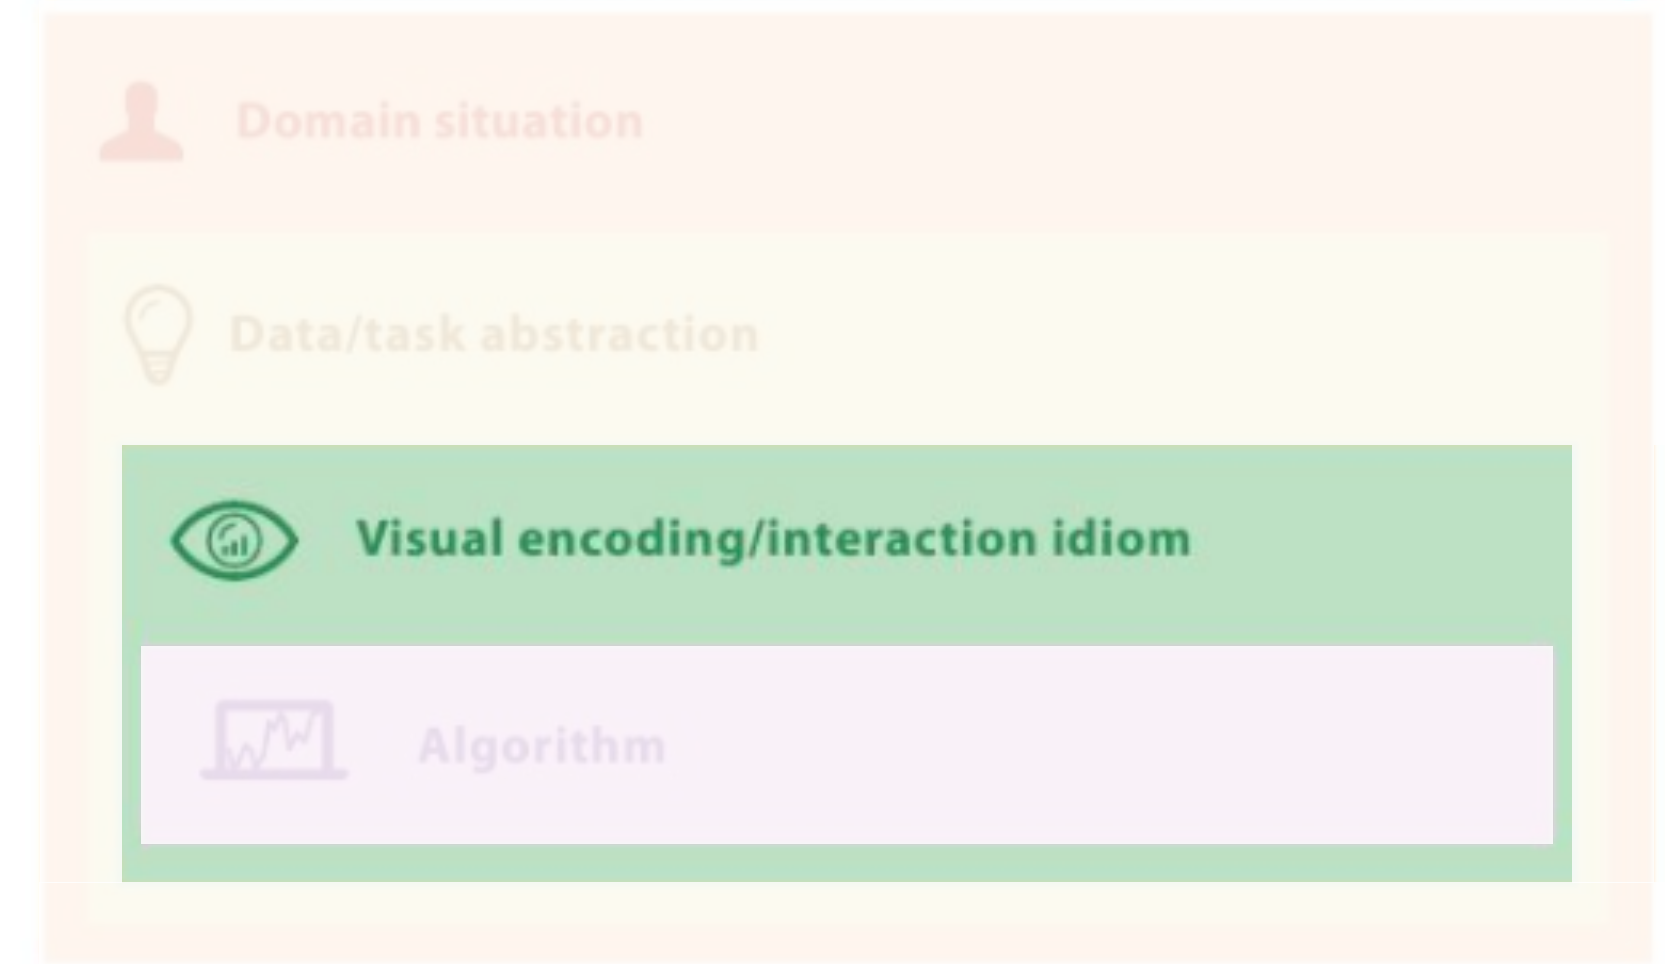 Domain situation
Data/task abstraction
Visual encoding/interaction idiom
Algorithm